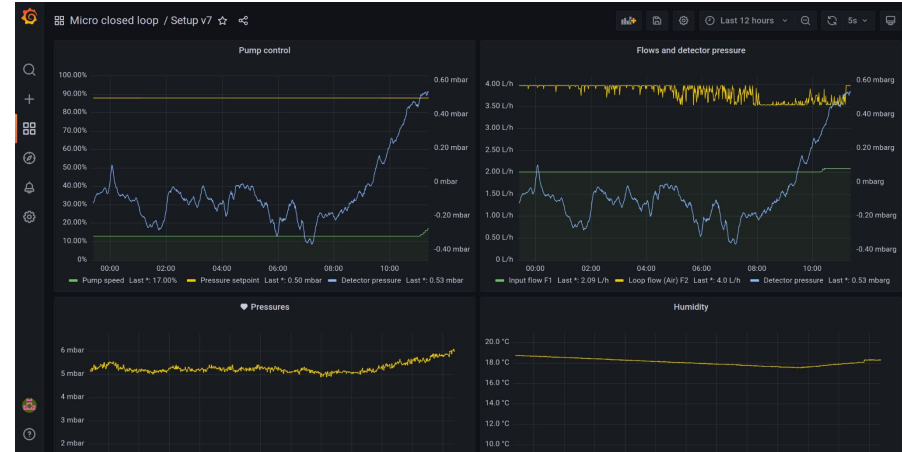 Micro closed loop / Setup v7
Last 12 hours
5s
Pump control
100.00%
90.00%
80.00%
70.00%
60.00%
50.00%
40.00%
30.00%
20.00%
10.00%
0%
0.60 mbar
0.40 mbar
0.20 mbar
0 mbar
-0.20 mbar
-0.40 mbar
00:00 02:00 04:00 06:00 08:00 10:00
Pump speed Last *: 17.00% Pressure setpoint Last *: 0.50 mbar Detector pressure Last *: 0.53 mbar
Flows and detector pressure
4.00 L/h
3.50 L/h
3.00 L/h
2.50 L/h
2.00 L/h
1.50 L/h
1.00 L/h
0.50 L/h
0 L/h
0.60 mbarg
0.40 mbarg
0.20 mbarg
0 mbarg
-0.20 mbarg
-0.40 mbarg
00:00 02:00 04:00 06:00 08:00 10:00
Input flow F1 Last *: 2.09 L/h Loop flow (Air) F2 Last *: 4.0 L/h Detector pressure Last *: 0.53 mbarg
Pressures
6 mbar
5 mbar
4 mbar
3 mbar
2 mbar
Humidity
20.0 °C
18.0 °C
16.0 °C
14.0 °C
12.0 °C
10.0 °C